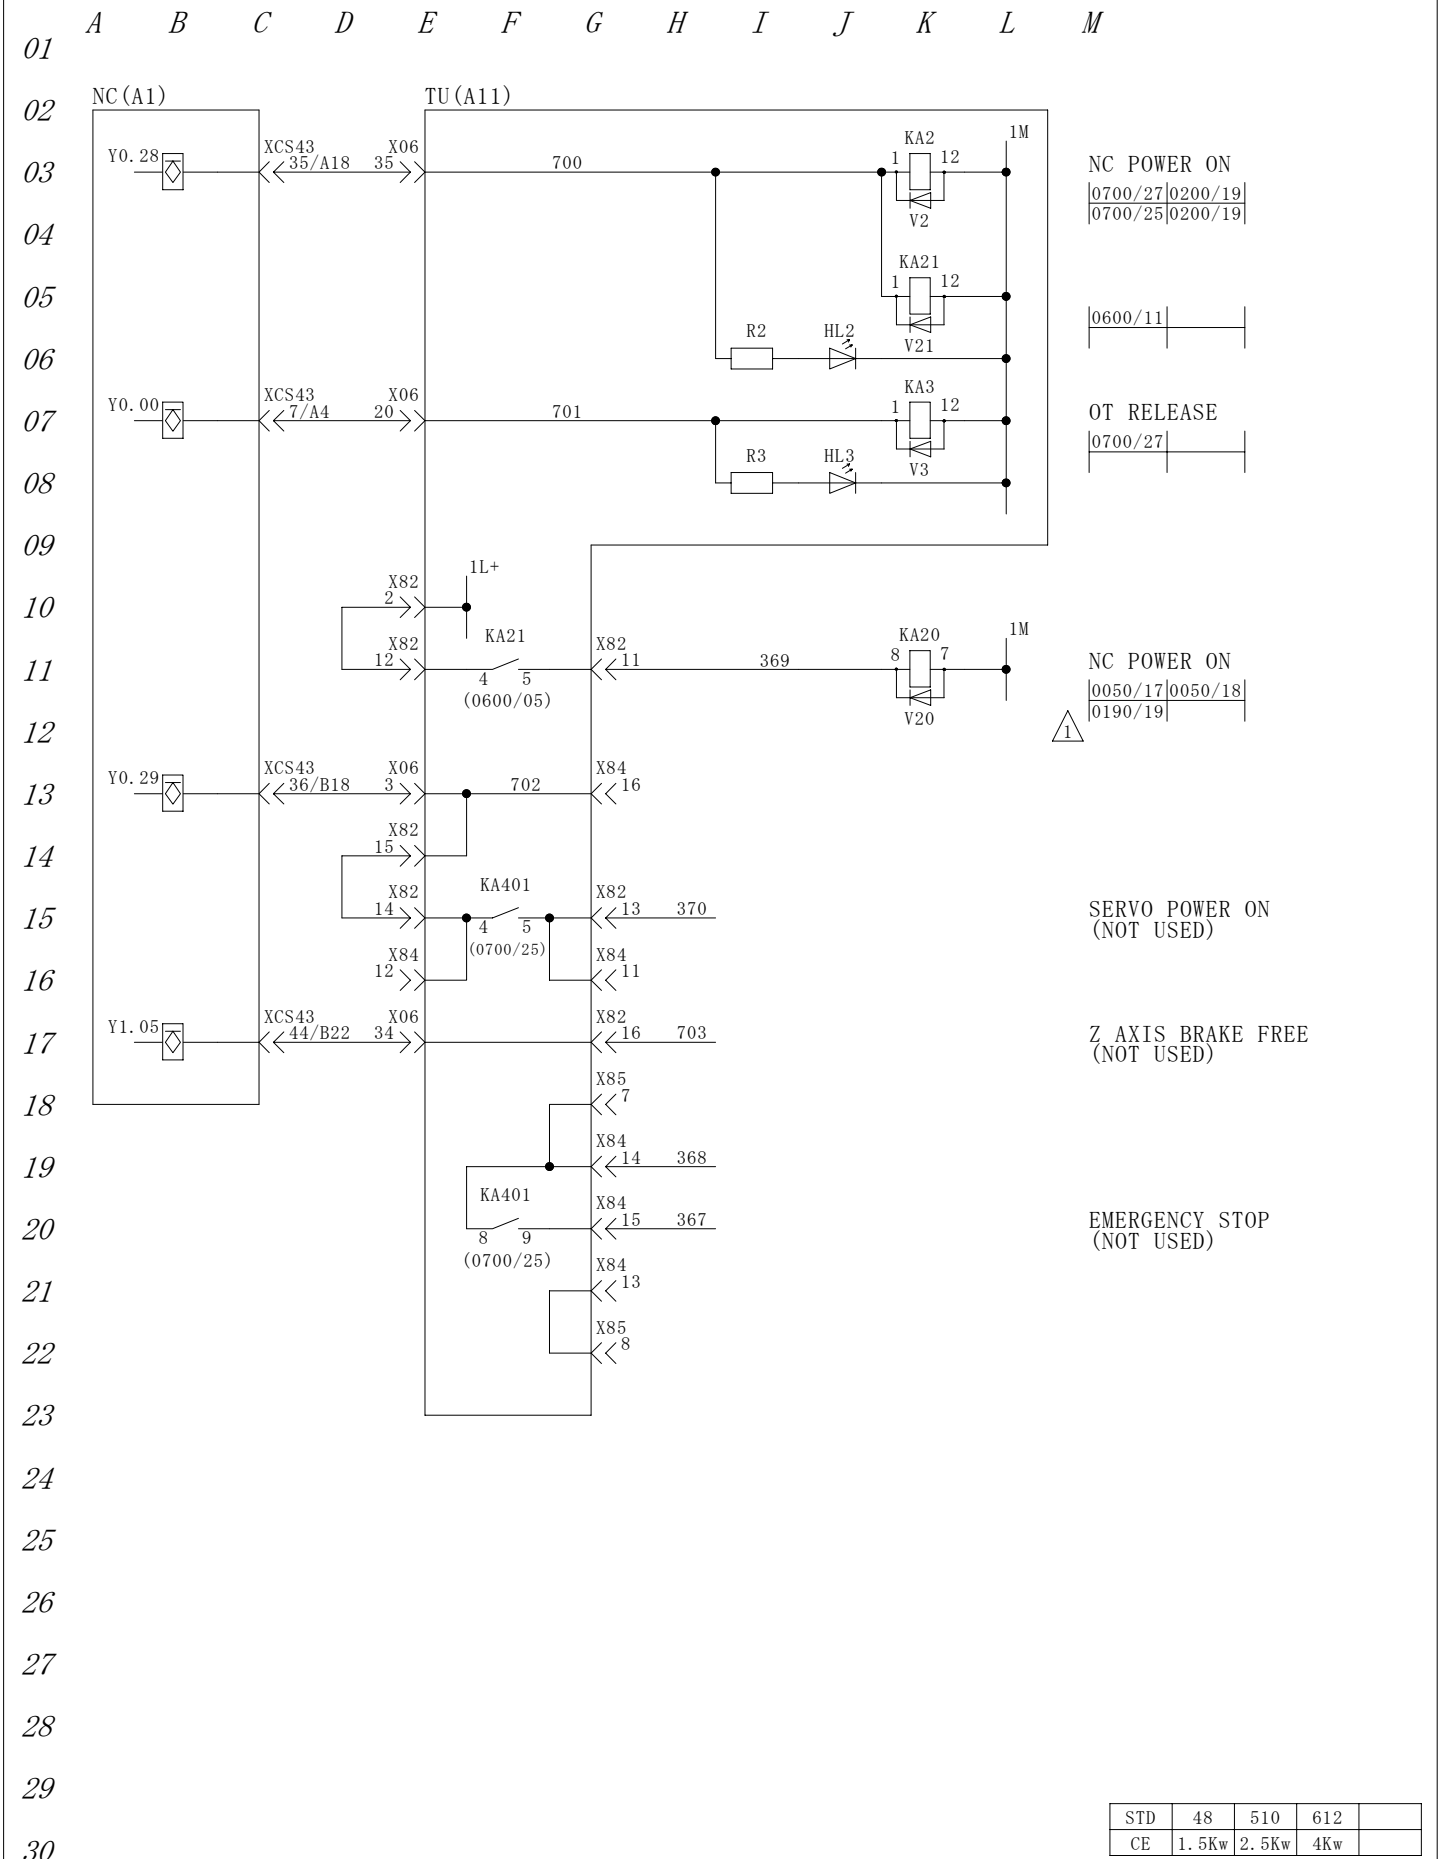 A B C D E F G H I J K L M
01
NC(A1) TU(A11)
02
1M
XCS43 X06 KA2
Y0.28 35/A18 35 700 1 12 NC POWER ON
03
0700/27 0200/19
0700/25 0200/19
V2
04
KA21
1 12
05
0600/11
R2 HL2 V21
06
XCS43 X06 KA3
Y0.00 7/A4 20 701 1 12 OT RELEASE
07
0700/27
R3 HL3 V3
08
09
1L+
X82
2
10
KA21 KA20 1M
X82 X82
12 11 369 8 7 NC POWER ON
11
4 5
(0600/05)
0050/17 0050/18
0190/19
V20
12
1
XCS43 X06 X84
Y0.29 36/B18 3 702 16
13
X82
15
14
KA401
X82 X82
14 13 370 SERVO POWER ON
15
4 5 (NOT USED)
(0700/25)
X84 X84
12 11
16
XCS43 X06 X82
Y1.05 44/B22 34 16 703 Z AXIS BRAKE FREE
17
(NOT USED)
X85
7
18
X84
14 368
19
KA401
X84
15 367 EMERGENCY STOP
20
8 9 (NOT USED)
(0700/25)
X84
13
21
X85
8
22
23
24
25
26
27
28
29
STD 48 510 612
CE 1.5Kw 2.5Kw 4Kw
30